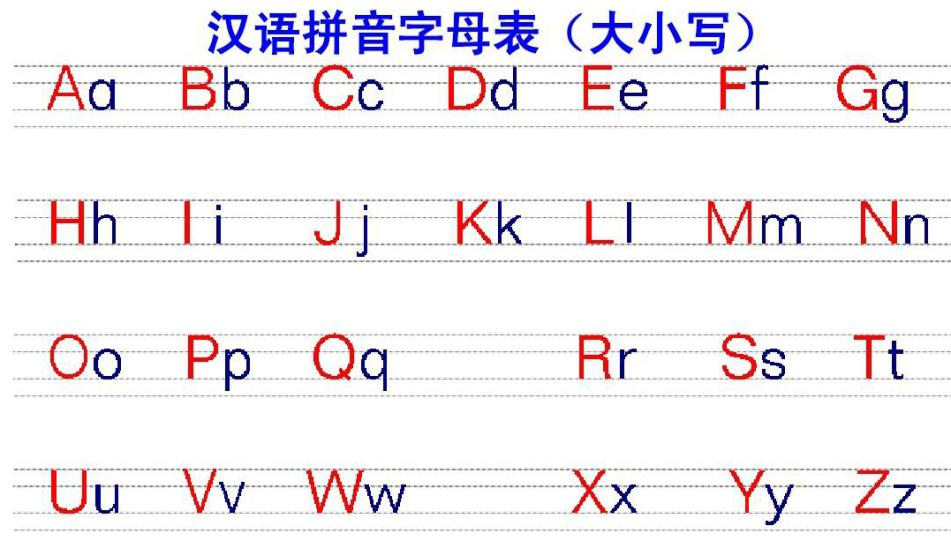 汉语拼音字母表（大小写）
Aa Bb Cc Dd Ee Ff Gg
Hh Ii Jj Kk Ll Mm Nn
Oo Pp Qq Rr Ss Tt
Uu Vv Ww Xx Yy Zz